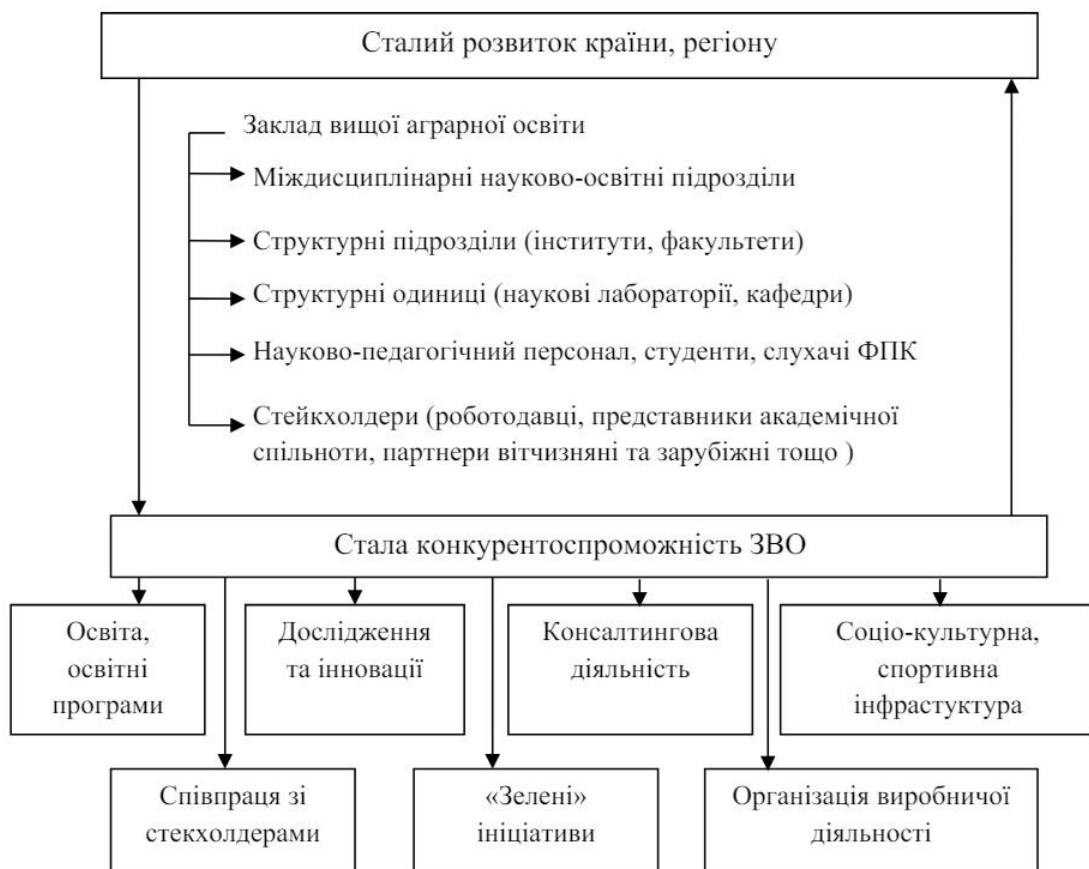 Сталий розвиток країни, регіону
Заклад вищої аграрної освіти
Міждисциплінарні науково-освітні підрозділи
Структурні підрозділи (інститути, факультети)
Структурні одиниці (наукові лабораторії, кафедри)
Науково-педагогічний персонал, студенти, слухачі ФПК
Стейкхолдери (роботодавці, представники академічної
спільноти, партнери вітчизняні та зарубіжні тощо )
Стала конкурентоспроможність ЗВО
Освіта,
освітні
програми
Дослідження
та інновації
Консалтингова
діяльність
Соціо-культурна,
спортивна
інфрастуктура
Співпраця зі
стекхолдерами
«Зелені»
ініціативи
Організація виробничої
діяльності